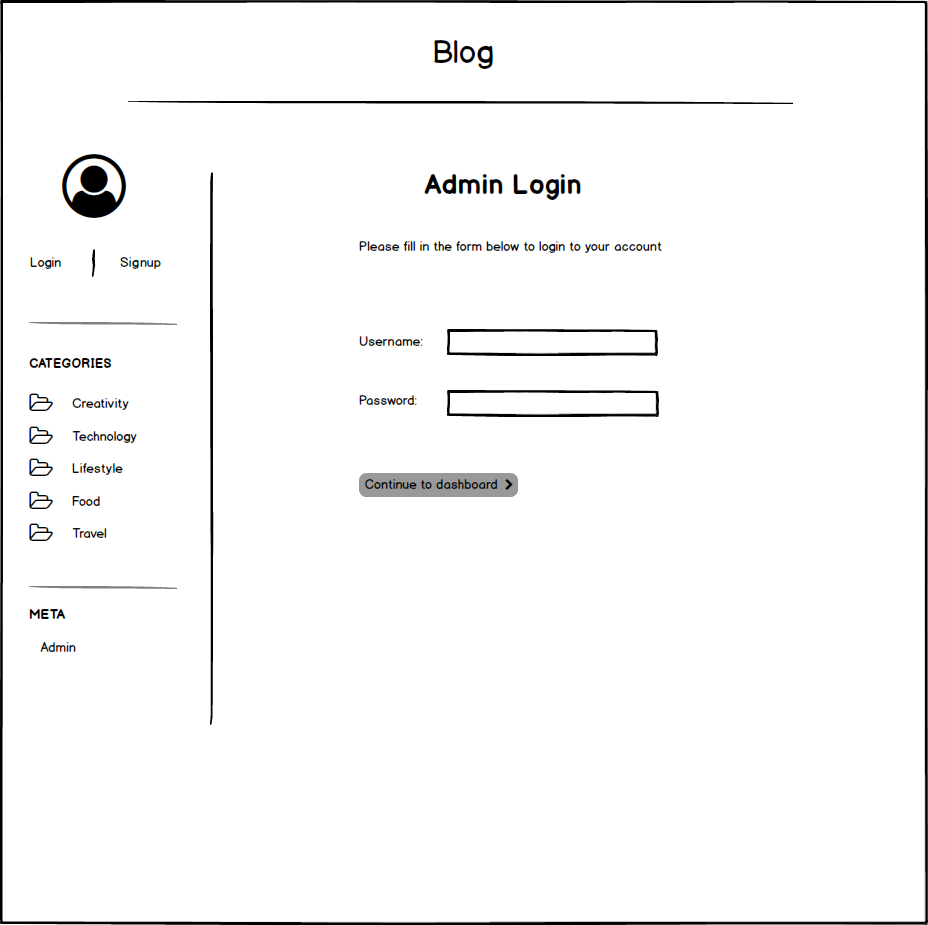 Blog
Login
Signup
CATEGORIES
Creativity
Technology
Lifestyle
Food
Travel
META
Admin
Admin Login
Please fill in the form below to login to your account
Username:
Password:
Continue to dashboard